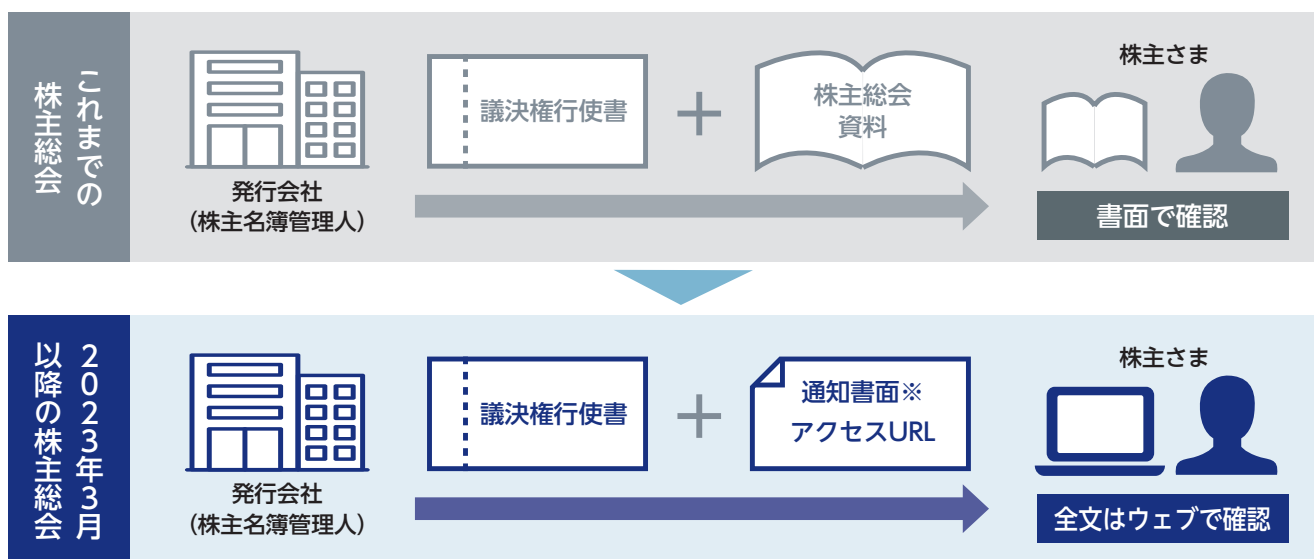 これまでの
株主総会
発行会社
（株主名簿管理人）
議決権行使書
＋
株主総会
資料
株主さま
書面で確認
2023年3月
以降の株主総会
発行会社
（株主名簿管理人）
議決権行使書
＋
通知書面※
アクセスURL
株主さま
全文はウェブで確認